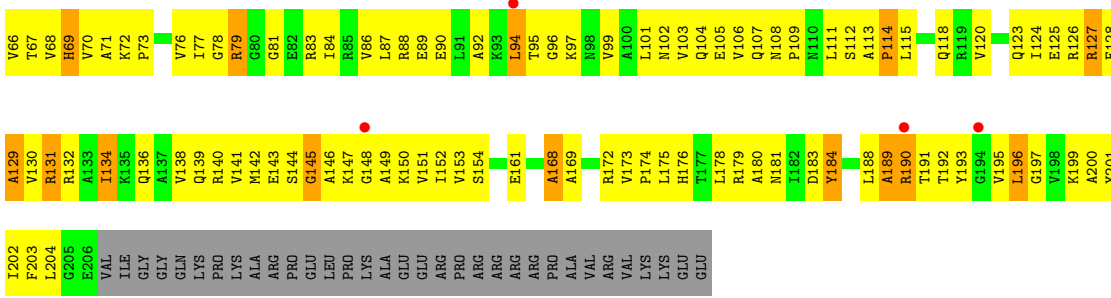 V66 T67 V68 H69 V70 A71 K72 P73 V76 I77 G78 R79 G80 G81 E82 R83 I84 R85 V86 L87 R88 E89 E90 L91 A92 K93 L94 T95 G96 K97 N98 V99 A100 L101 N102 V103 Q104 E105 V106 Q107 N108 P109 N110 L111 S112 A113 P114 L115 Q118 R119 V120 Q123 I124 E125 R126 R127 F128
A129 V130 R131 R132 A133 I134 K135 Q136 A137 V138 Q139 R140 V141 M142 E143 S144 G145 A146 K147 G148 A149 K150 V151 I152 V153 S154 E161 A168 A169 R172 V173 P174 L175 H176 T177 L178 R179 A180 N181 I182 D183 Y184 L188 A189 R190 T191 T192 Y193 G194 V195 L196 G197 V198 K199 A200 Y201
I202 F203 L204 G205 E206 VAL ILE GLY GLY GLN LYS PRO LYS ALA ARG PRO GLU LEU PRO LYS ALA GLU GLU ARG PRO ARG ARG ARG ARG PRO ALA VAL ARG VAL LYS LYS GLU GLU